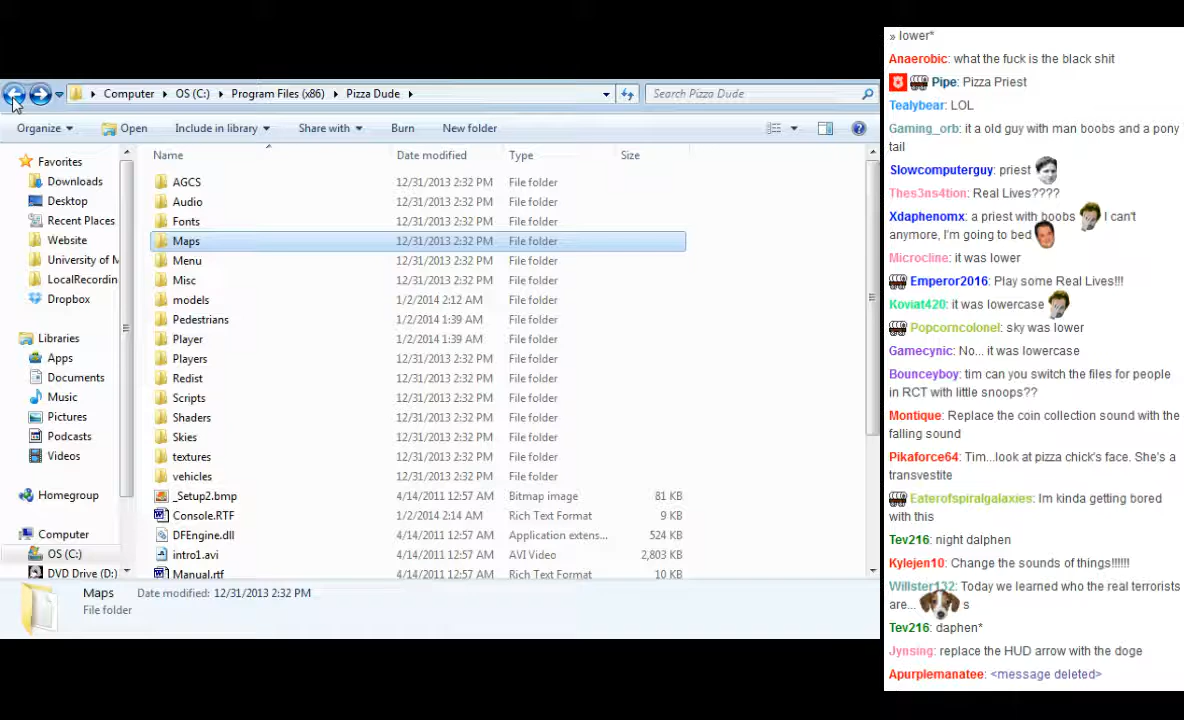 Computer OS (C:) Program Files (x86) Pizza Dude
Search Pizza Dude
Organize Open Include in library Share with Burn New folder
Name Date modified Type Size
Favorites
Downloads
Desktop
Recent Places
Website
University of M
LocalRecordin
Dropbox
Libraries
Apps
Documents
Music
Pictures
Podcasts
Videos
Homegroup
Computer
OS (C:)
DVD Drive (D:)
AGCS 12/31/2013 2:32 PM File folder
Audio 12/31/2013 2:32 PM File folder
Fonts 12/31/2013 2:32 PM File folder
Maps 12/31/2013 2:32 PM File folder
Menu 12/31/2013 2:32 PM File folder
Misc 12/31/2013 2:32 PM File folder
models 1/2/2014 2:12 AM File folder
Pedestrians 1/2/2014 1:39 AM File folder
Player 1/2/2014 1:39 AM File folder
Players 12/31/2013 2:32 PM File folder
Redist 12/31/2013 2:32 PM File folder
Scripts 12/31/2013 2:32 PM File folder
Shaders 12/31/2013 2:32 PM File folder
Skies 12/31/2013 2:32 PM File folder
textures 12/31/2013 2:32 PM File folder
vehicles 12/31/2013 2:32 PM File folder
_Setup2.bmp 4/14/2011 12:57 AM Bitmap image 81 KB
Console.RTF 1/2/2014 2:14 AM Rich Text Format 9 KB
DFEngine.dll 4/14/2011 12:57 AM Application extens... 524 KB
intro1.avi 4/14/2011 12:57 AM AVI Video 2,803 KB
Manual.rtf 4/14/2011 12:57 AM Rich Text Format 10 KB
Maps Date modified: 12/31/2013 2:32 PM
File folder
» lower*
Anaerobic: what the fuck is the black shit
Pipe: Pizza Priest
Tealybear: LOL
Gaming_orb: it a old guy with man boobs and a pony
tail
Slowcomputerguy: priest
Thes3ns4tion: Real Lives????
Xdaphenomx: a priest with boobs I can't
anymore, I'm going to bed
Microcline: it was lower
Emperor2016: Play some Real Lives!!!
Koviat420: it was lowercase
Popcorncolonel: sky was lower
Gamecynic: No... it was lowercase
Bounceyboy: tim can you switch the files for people
in RCT with little snoops??
Montique: Replace the coin collection sound with the
falling sound
Pikaforce64: Tim...look at pizza chick's face. She's a
transvestite
Eaterofspiralgalaxies: Im kinda getting bored
with this
Tev216: night dalphen
Kylejen10: Change the sounds of things!!!!!!
Willster132: Today we learned who the real terrorists
are... s
Tev216: daphen*
Jynsing: replace the HUD arrow with the doge
Apurplemanatee: <message deleted>